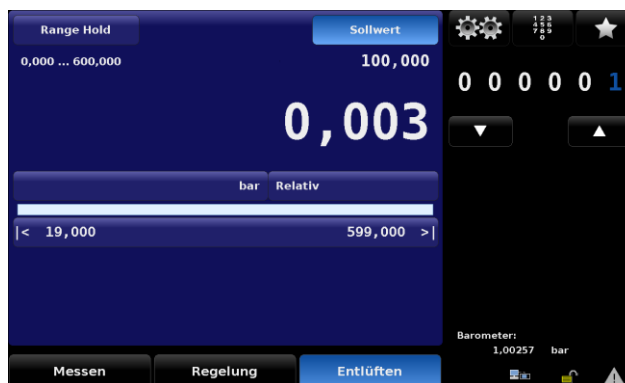 Range Hold
Sollwert
0,000 ... 600,000
100,000
0,003
bar Relativ
|< 19,000
599,000 >|
Messen
Regelung
Entlüften
1 2 3
4 5 6
7 8 9
0
0 0 0 0 0 1
Barometer:
1,00257 bar